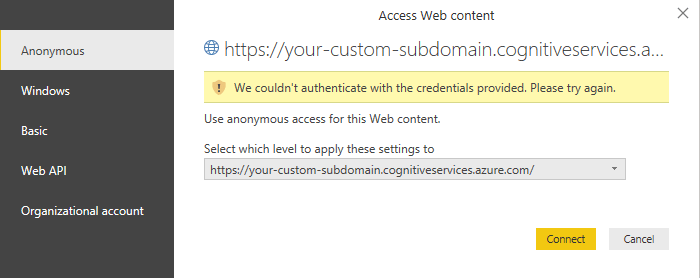 Access Web content
Anonymous
Windows
Basic
Web API
Organizational account
https://your-custom-subdomain.cognitiveservices.a...
We couldn't authenticate with the credentials provided. Please try again.
Use anonymous access for this Web content.
Select which level to apply these settings to
https://your-custom-subdomain.cognitiveservices.azure.com/
Connect
Cancel